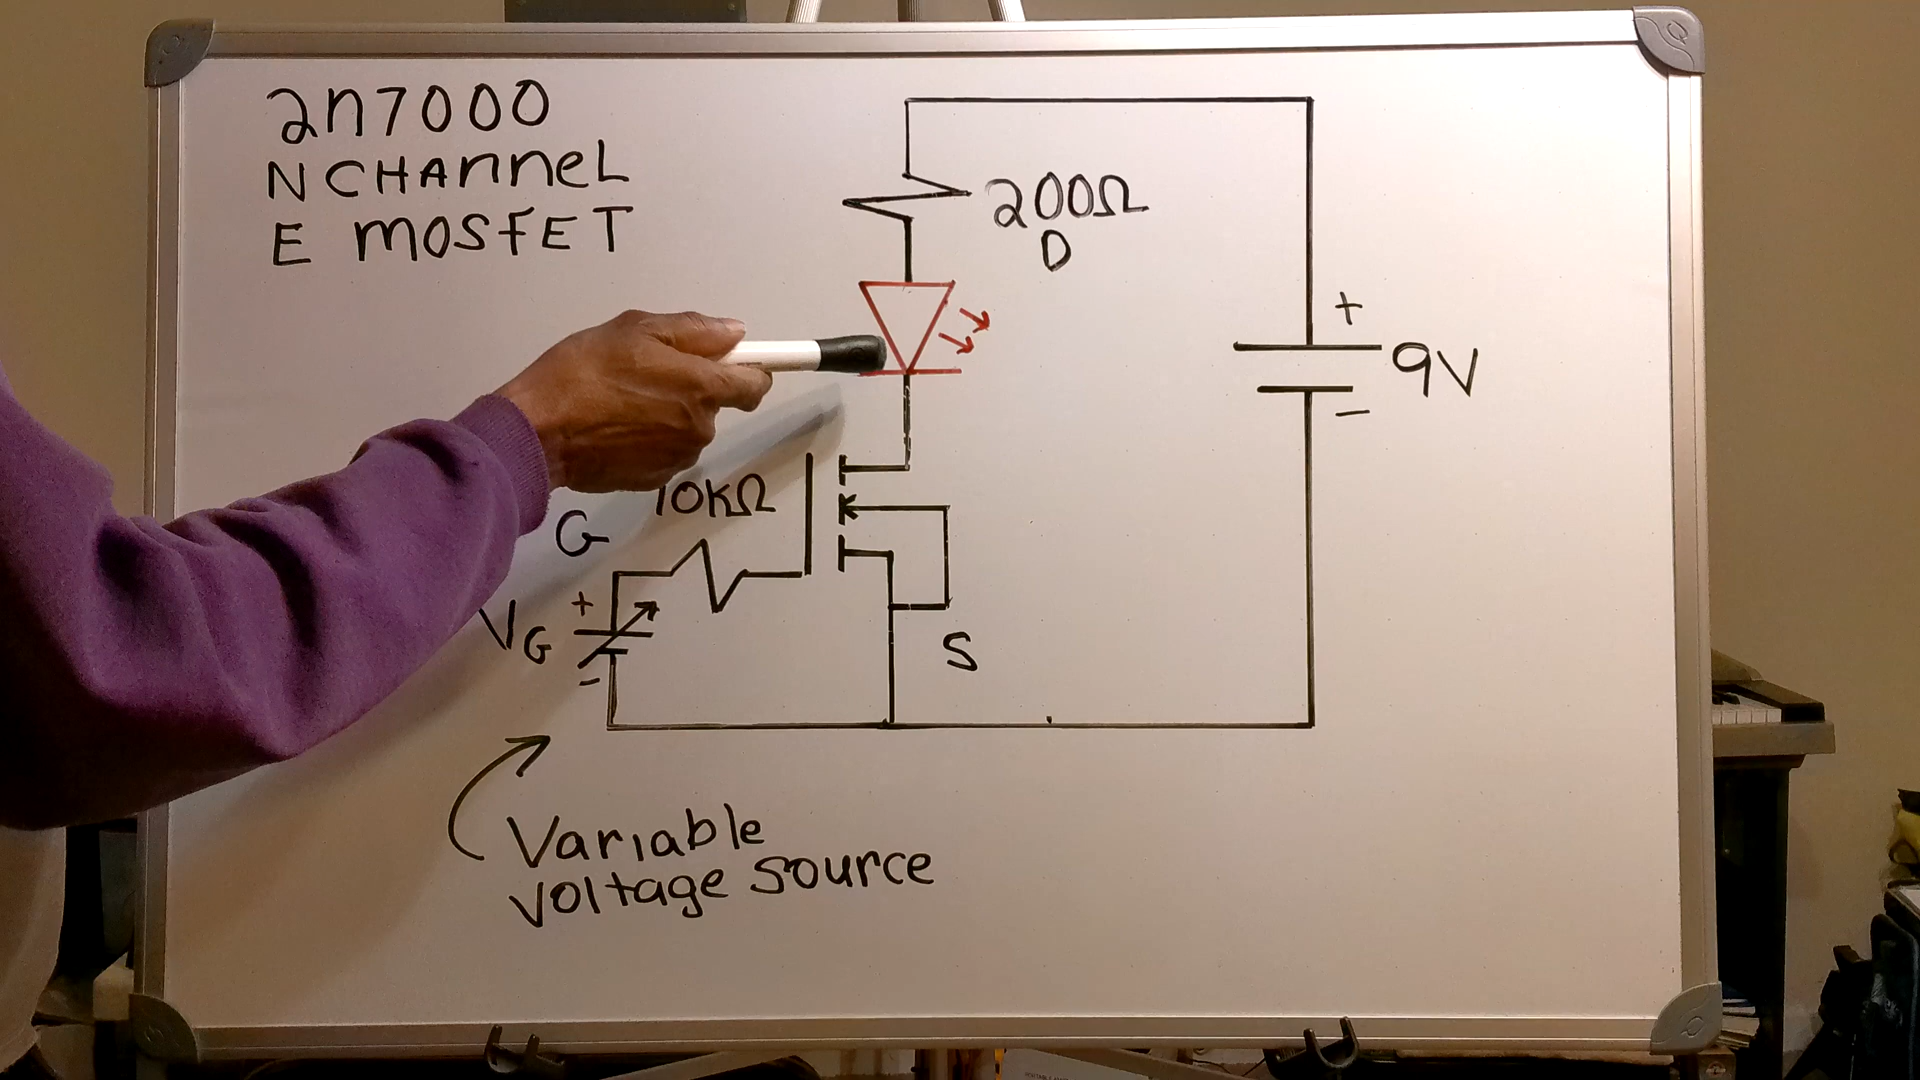 2n7000
NCHAnneL
E mOSfET
200Ω
D
+
9V
-
10KΩ
G
+
VG
-
S
Variable
voltage source